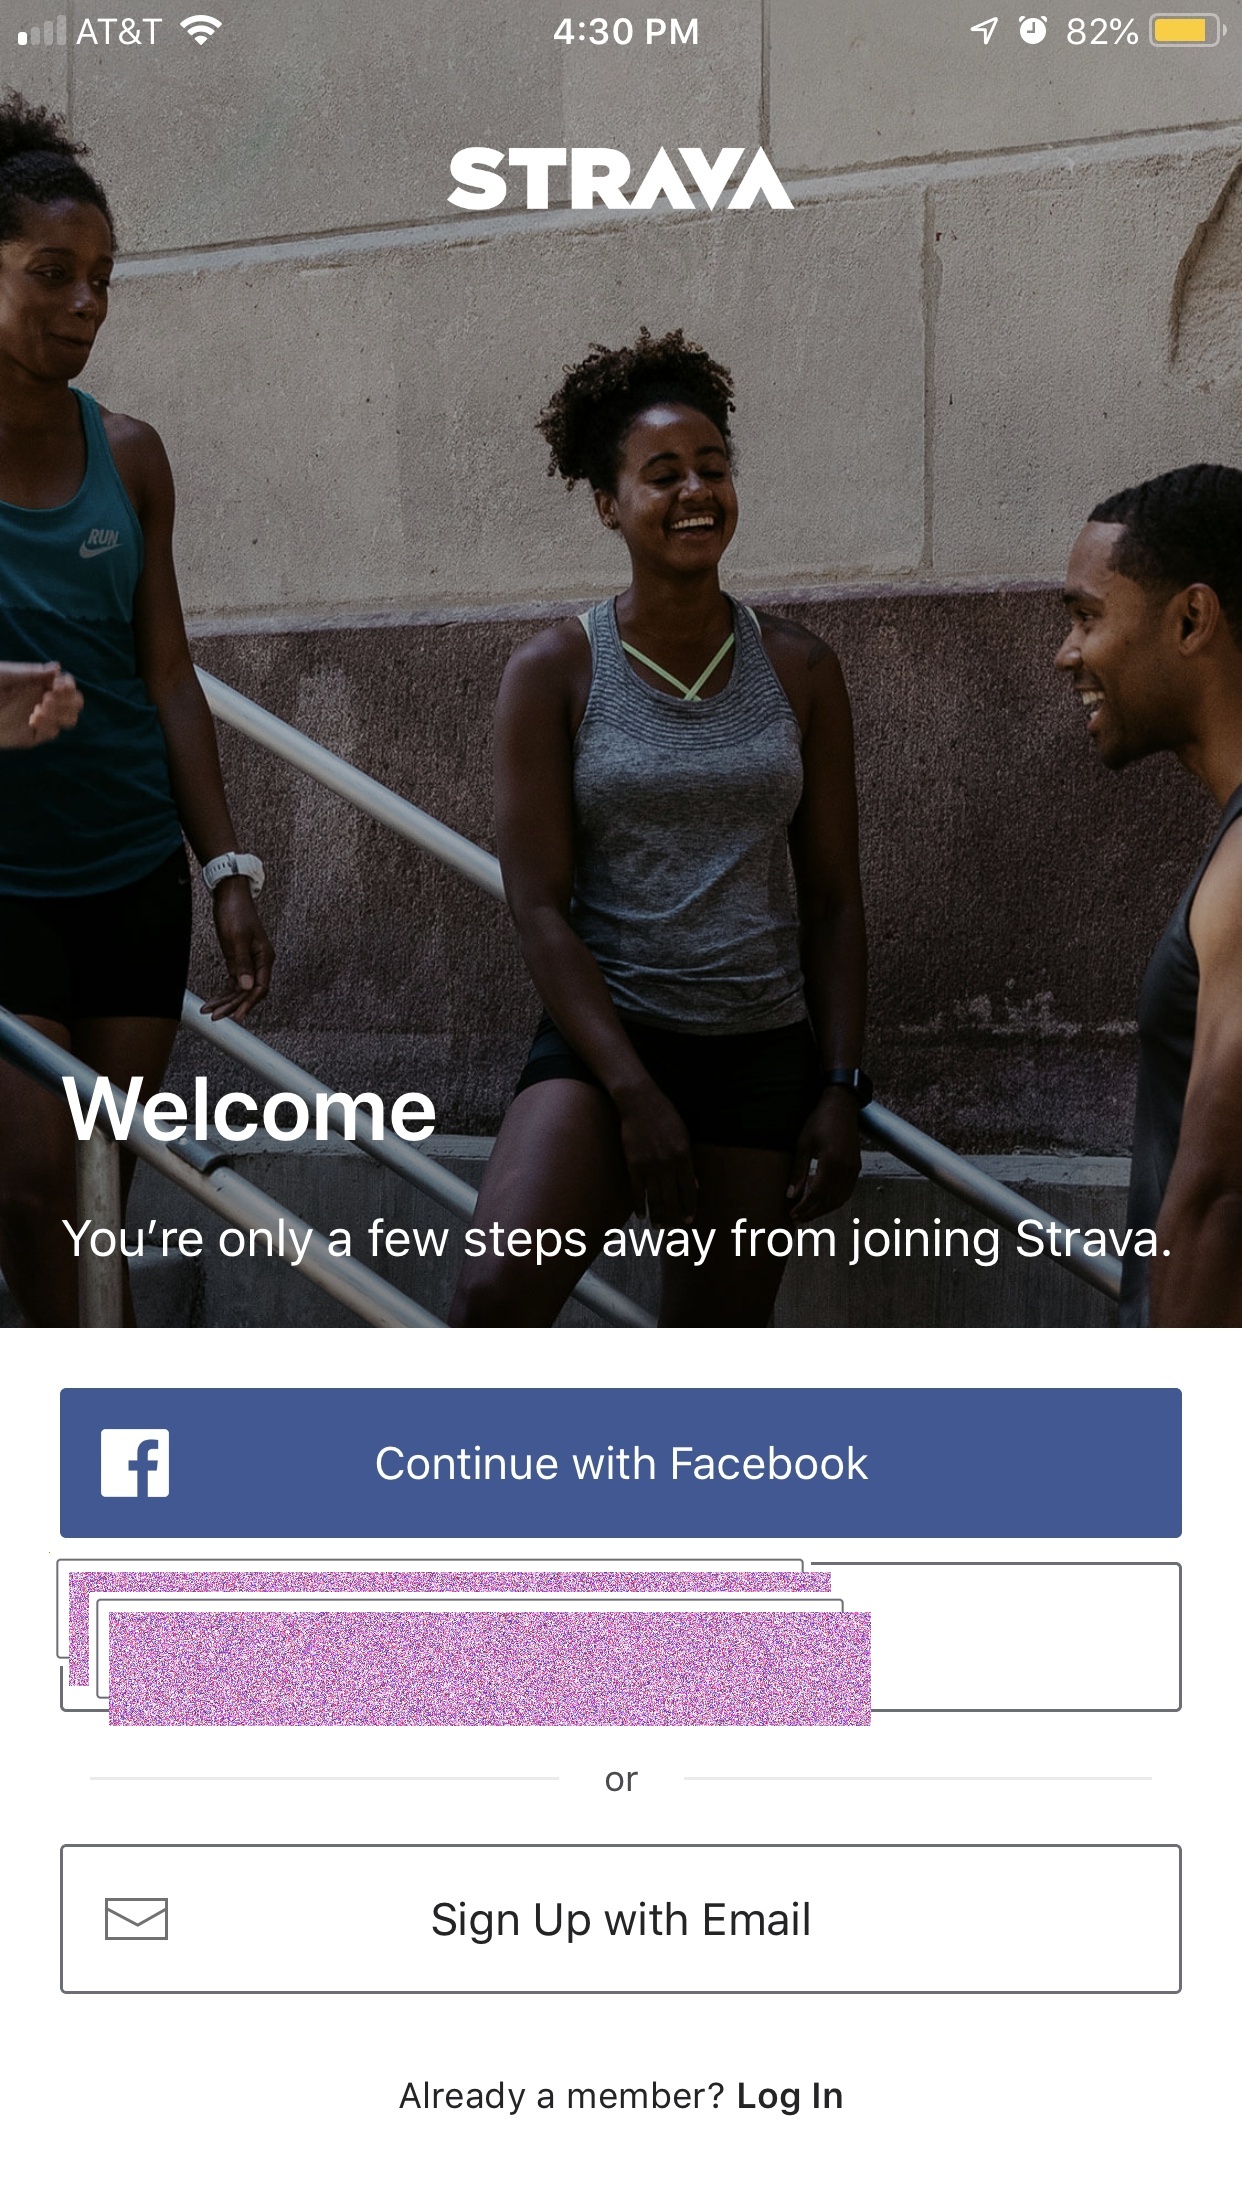 AT&T 4:30 PM 82%
STRAVA
RUN
Welcome
You’re only a few steps away from joining Strava.
Continue with Facebook
or
Sign Up with Email
Already a member? Log In